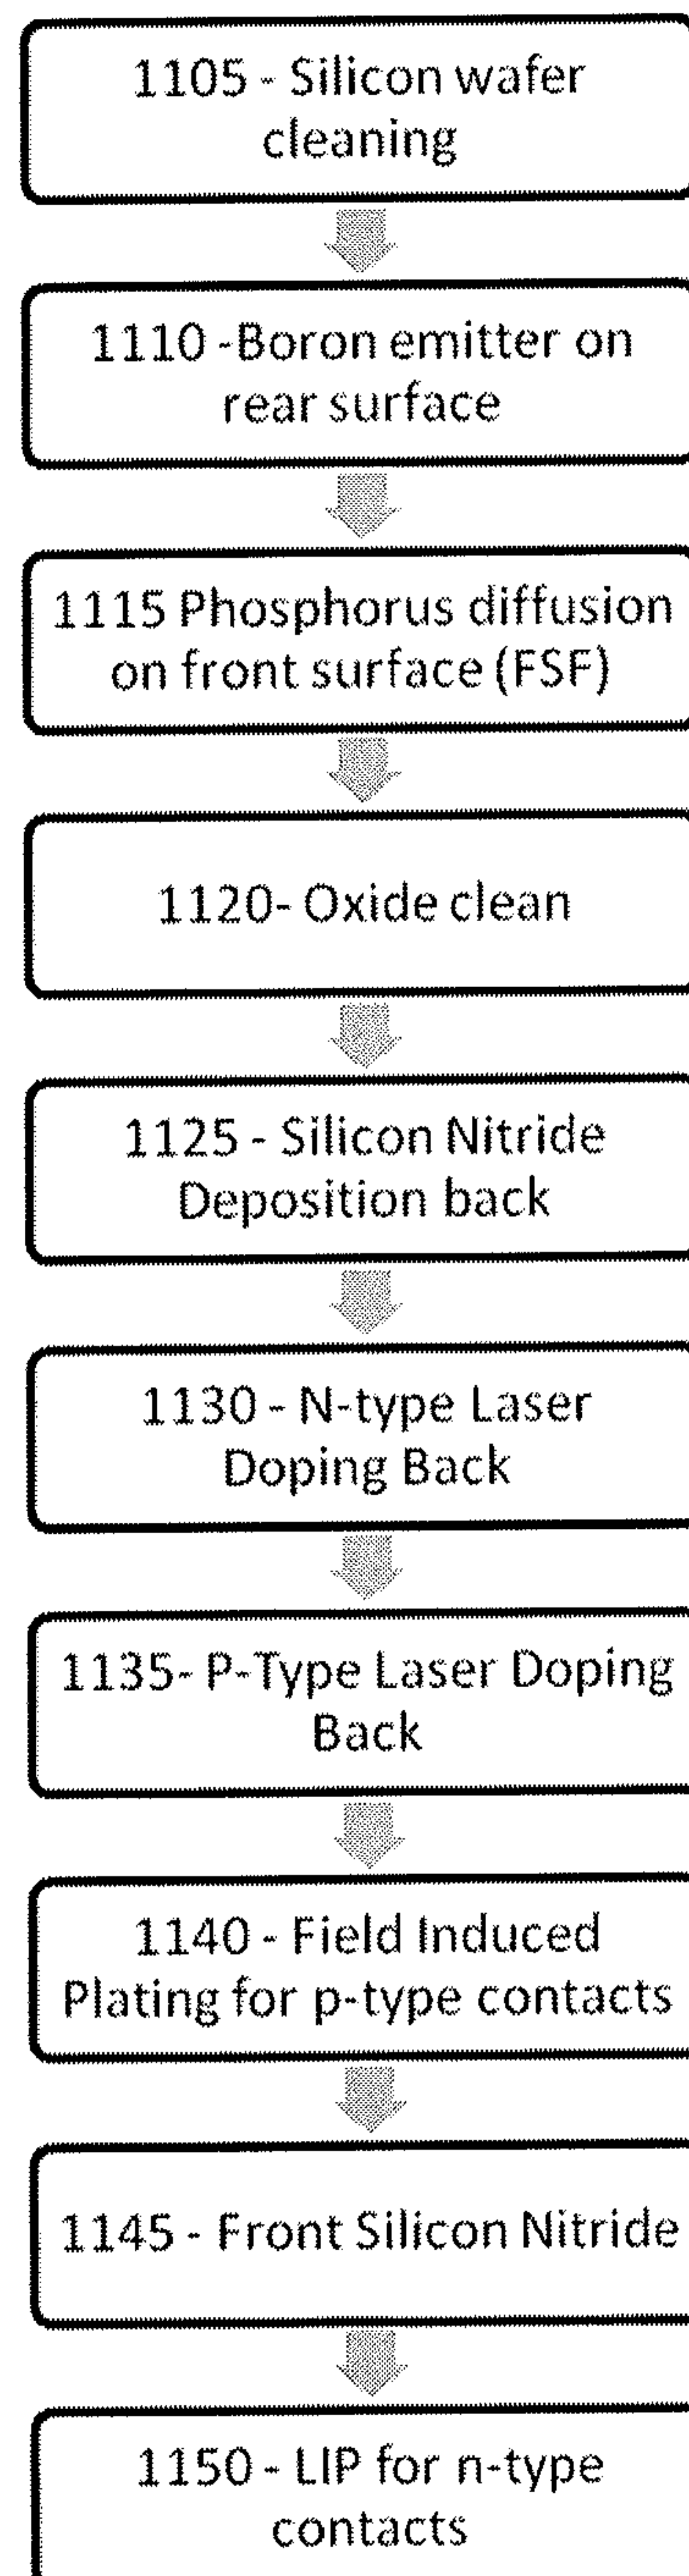 1105 - Silicon wafer
cleaning
1110 -Boron emitter on
rear surface
1115 Phosphorus diffusion
on front surface (FSF)
1120- Oxide clean
1125 - Silicon Nitride
Deposition back
1130 - N-type Laser
Doping Back
1135- P-Type Laser Doping
Back
1140 - Field Induced
Plating for p-type contacts
1145 - Front Silicon Nitride
1150 - LIP for n-type
contacts